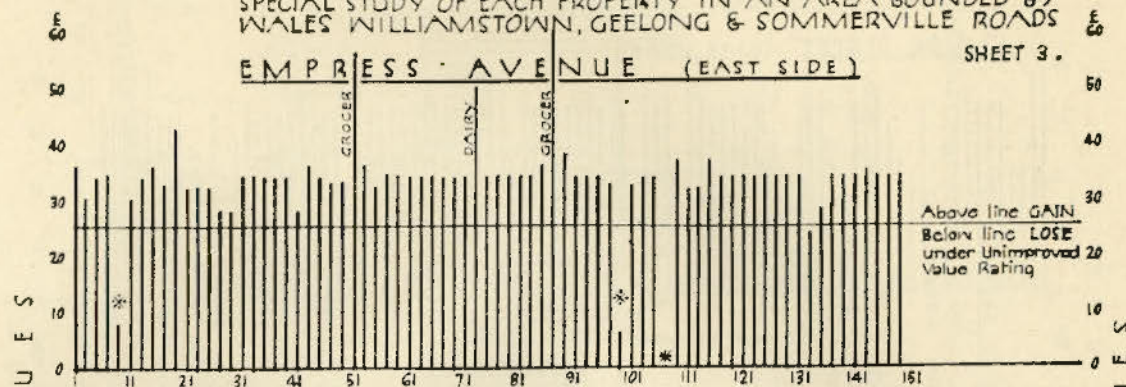 SPECIAL STUDY OF EACH PROPERTY IN AN AREA BOUNDED BY
WALES WILLIAMSTOWN, GEELONG & SOMMERVILLE ROADS
SHEET 3.
EMPRESS · AVENUE (EAST SIDE)
£ £
60 60
50 50
40 40
30 30
20 20
10 10
0 0
GROCER
DAIRY
GROCER
Above line GAIN
Below line LOSE
under Unimproved
Value Rating
*
*
*
1 11 21 31 41 51 61 71 81 91 101 111 121 131 141 151
UES
ES